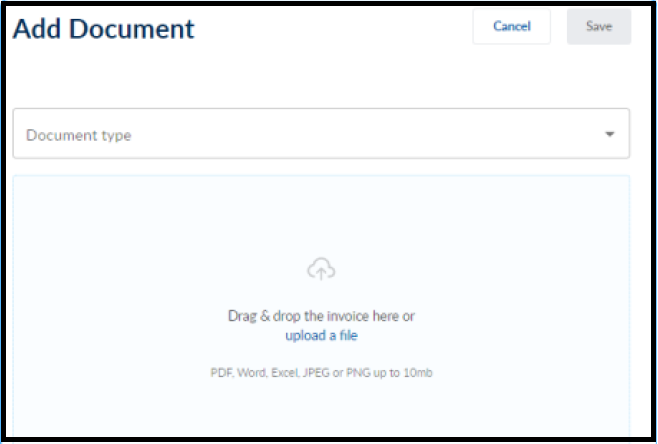 Add Document
Cancel
Save
Document type
Drag & drop the invoice here or
upload a file
PDF, Word, Excel, JPEG or PNG up to 10mb